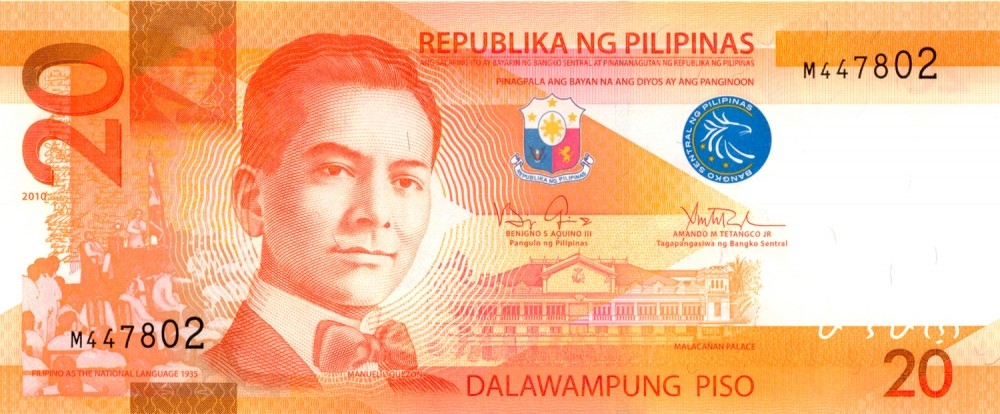 20
2010
REPUBLIKA NG PILIPINAS
ANG SALAPING ITO AY BAYARIN NG BANGKO SENTRAL AT PINANANAGUTAN NG REPUBLIKA NG PILIPINAS
PINAGPALA ANG BAYAN NA ANG DIYOS AY ANG PANGINOON
M447802
REPUBLIKA NG PILIPINAS
BANGKO SENTRAL NG PILIPINAS
BENIGNO S AQUINO III
Pangulo ng Pilipinas
AMANDO M TETANGCO JR
Tagapangasiwa ng Bangko Sentral
M447802
MALACAÑAN PALACE
FILIPINO AS THE NATIONAL LANGUAGE 1935
MANUEL L QUEZON
DALAWAMPUNG PISO
20